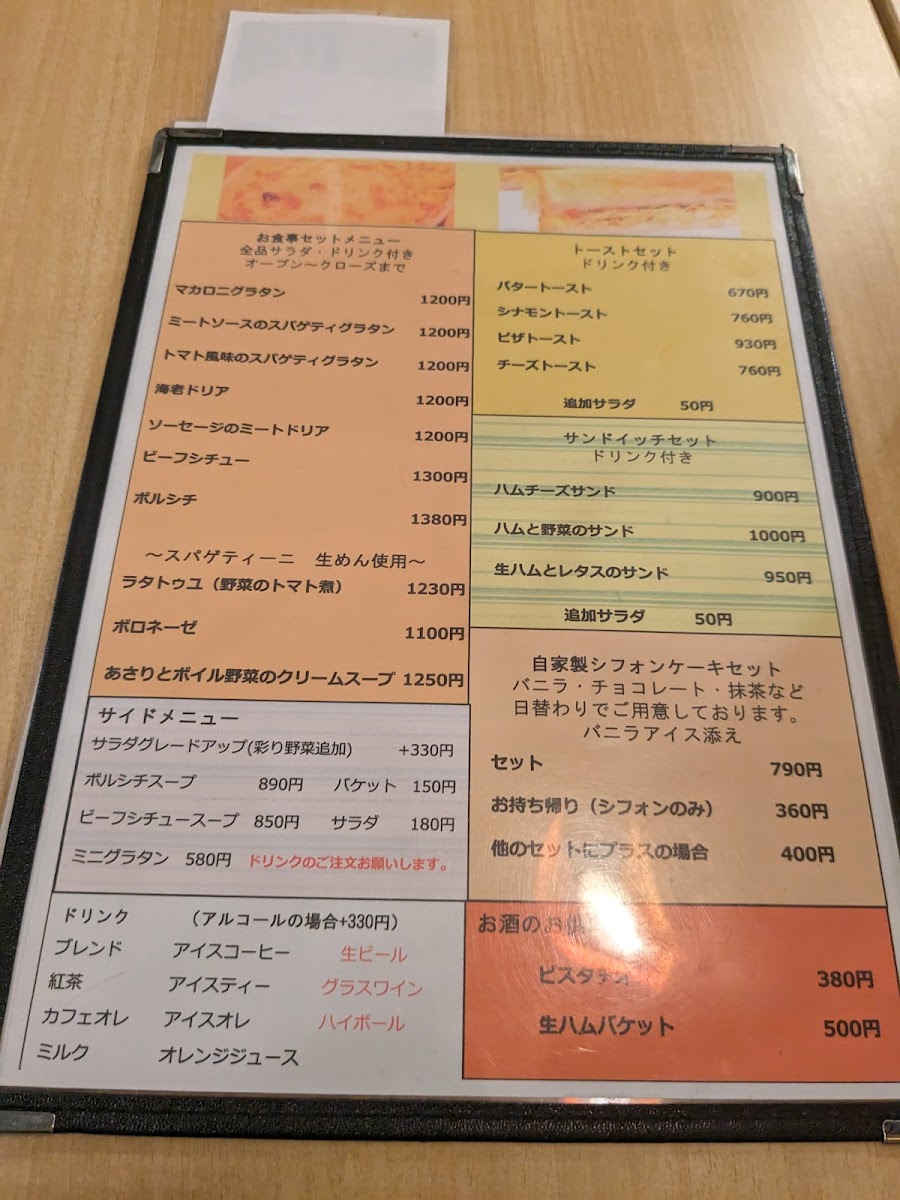 お食事セットメニュー
全品サラダ・ドリンク付き
オープン〜クローズまで
マカロニグラタン 1200円
ミートソースのスパゲティグラタン 1200円
トマト風味のスパゲティグラタン 1200円
海老ドリア 1200円
ソーセージのミートドリア 1200円
ビーフシチュー 1300円
ボルシチ 1380円
〜スパゲティーニ 生めん使用〜
ラタトゥユ（野菜のトマト煮） 1230円
ボロネーゼ 1100円
あさりとボイル野菜のクリームスープ 1250円
サイドメニュー
サラダグレードアップ(彩り野菜追加) +330円
ボルシチスープ 890円 バケット 150円
ビーフシチュースープ 850円 サラダ 180円
ミニグラタン 580円 ドリンクのご注文お願いします。
ドリンク （アルコールの場合+330円）
ブレンド アイスコーヒー 生ビール
紅茶 アイスティー グラスワイン
カフェオレ アイスオレ ハイボール
ミルク オレンジジュース
トーストセット
ドリンク付き
バタートースト 670円
シナモントースト 760円
ピザトースト 930円
チーズトースト 760円
追加サラダ 50円
サンドイッチセット
ドリンク付き
ハムチーズサンド 900円
ハムと野菜のサンド 1000円
生ハムとレタスのサンド 950円
追加サラダ 50円
自家製シフォンケーキセット
バニラ・チョコレート・抹茶など
日替わりでご用意しております。
バニラアイス添え
セット 790円
お持ち帰り（シフォンのみ） 360円
他のセットにプラスの場合 400円
お酒のお
ピスタチオ 380円
生ハムバケット 500円